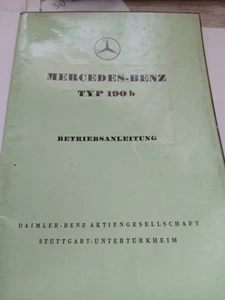 MERCEDES-BENZ
TYP 190 b
BETRIEBSANLEITUNG
DAIMLER-BENZ AKTIENGESELLSCHAFT
STUTTGART-UNTERTÜRKHEIM